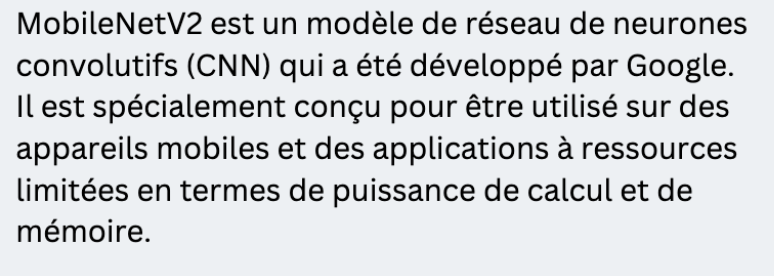 MobileNetV2 est un modèle de réseau de neurones
convolutifs (CNN) qui a été développé par Google.
Il est spécialement conçu pour être utilisé sur des
appareils mobiles et des applications à ressources
limitées en termes de puissance de calcul et de
mémoire.